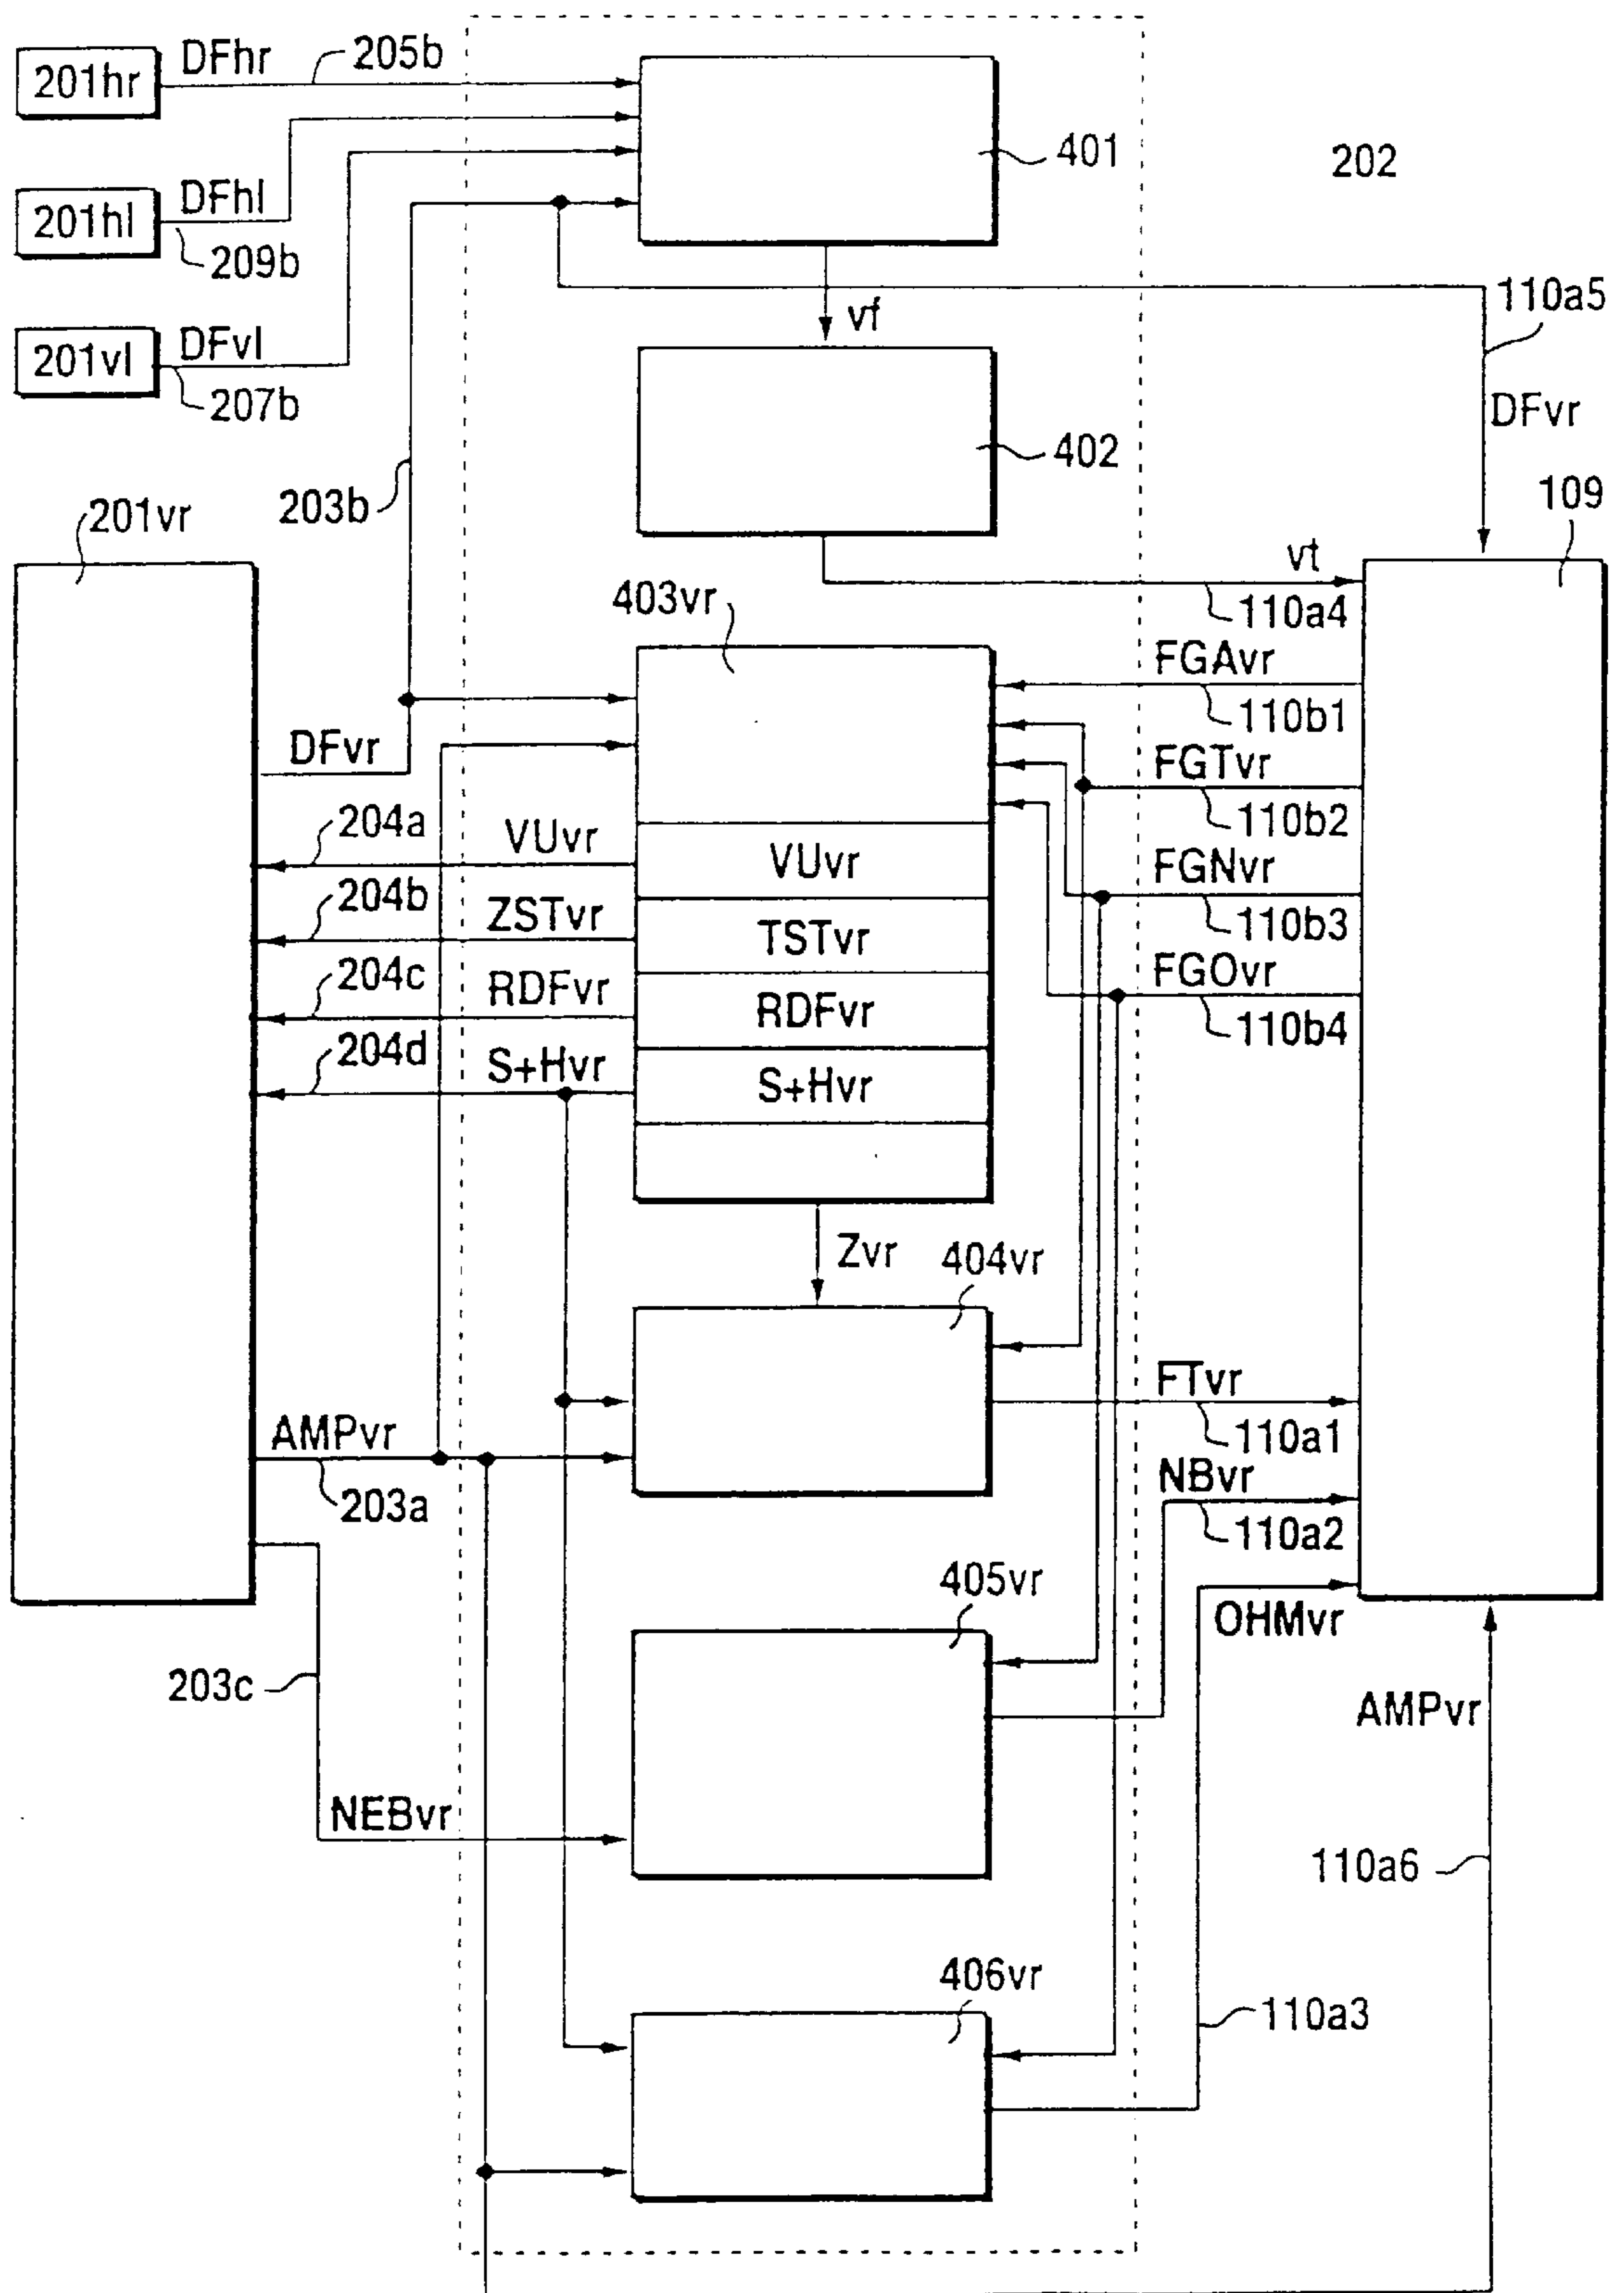 201hr
DFhr
205b
201hl
DFhl
209b
201vl
DFvl
207b
401
202
vf
402
110a5
DFvr
203b
201vr
109
vt
110a4
403vr
FGAvr
110b1
DFvr
FGTvr
110b2
204a
VUvr
VUvr
FGNvr
110b3
204b
ZSTvr
TSTvr
FGOvr
110b4
204c
RDFvr
RDFvr
204d
S+Hvr
S+Hvr
Zvr
404vr
FTvr
110a1
AMPvr
203a
NBvr
110a2
405vr
OHMvr
203c
AMPvr
NEBvr
110a6
406vr
110a3